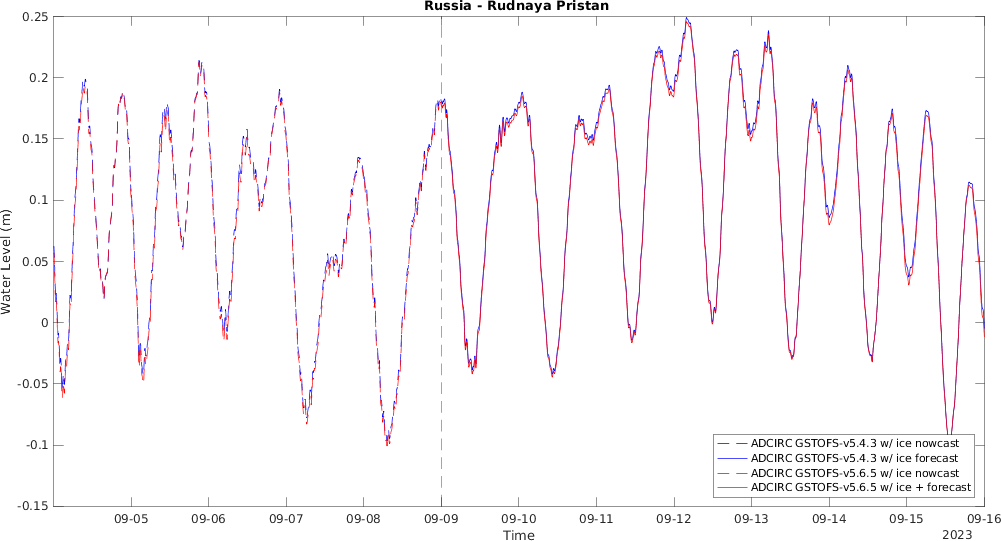 Russia - Rudnaya Pristan
0.25
0.2
0.15
0.1
0.05
0
-0.05
-0.1
-0.15
Water Level (m)
09-05 09-06 09-07 09-08 09-09 09-10 09-11 09-12 09-13 09-14 09-15 09-16
Time
2023
ADCIRC GSTOFS-v5.4.3 w/ ice nowcast
ADCIRC GSTOFS-v5.4.3 w/ ice forecast
ADCIRC GSTOFS-v5.6.5 w/ ice nowcast
ADCIRC GSTOFS-v5.6.5 w/ ice + forecast